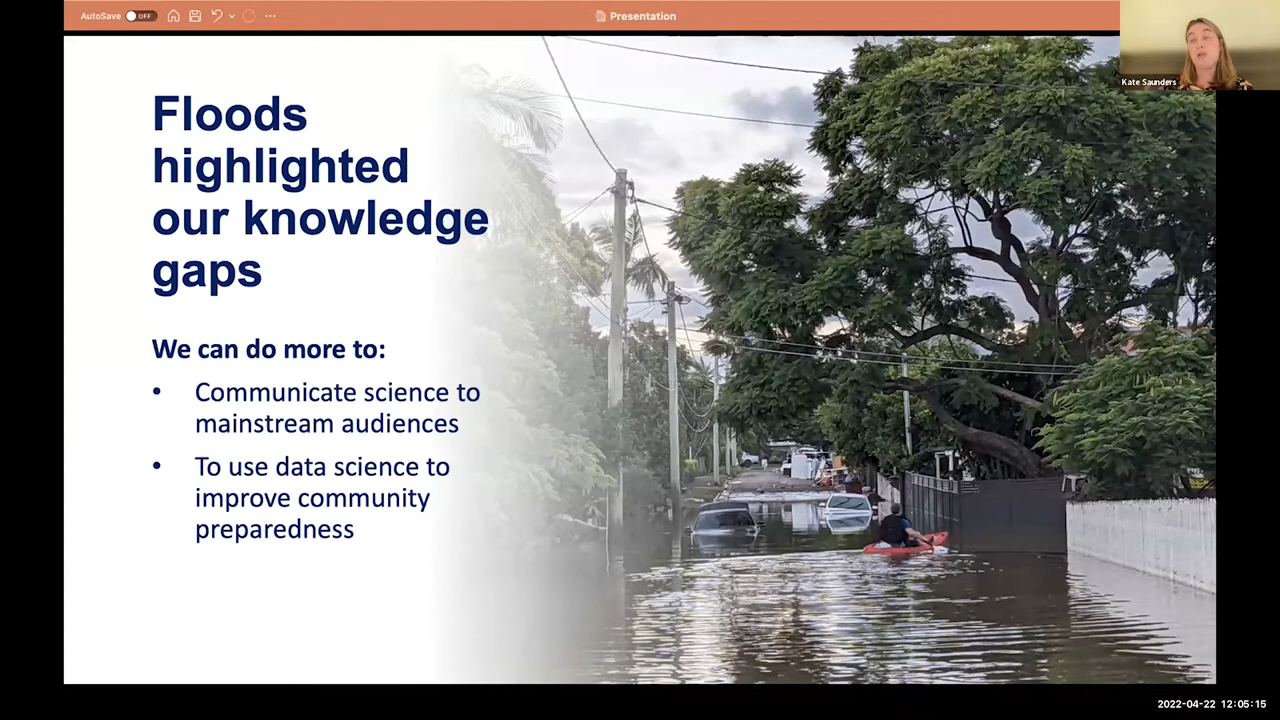 AutoSave OFF
Presentation
Kate Saunders
Floods
highlighted
our knowledge
gaps
We can do more to:
• Communicate science to
mainstream audiences
• To use data science to
improve community
preparedness
2022-04-22 12:05:15